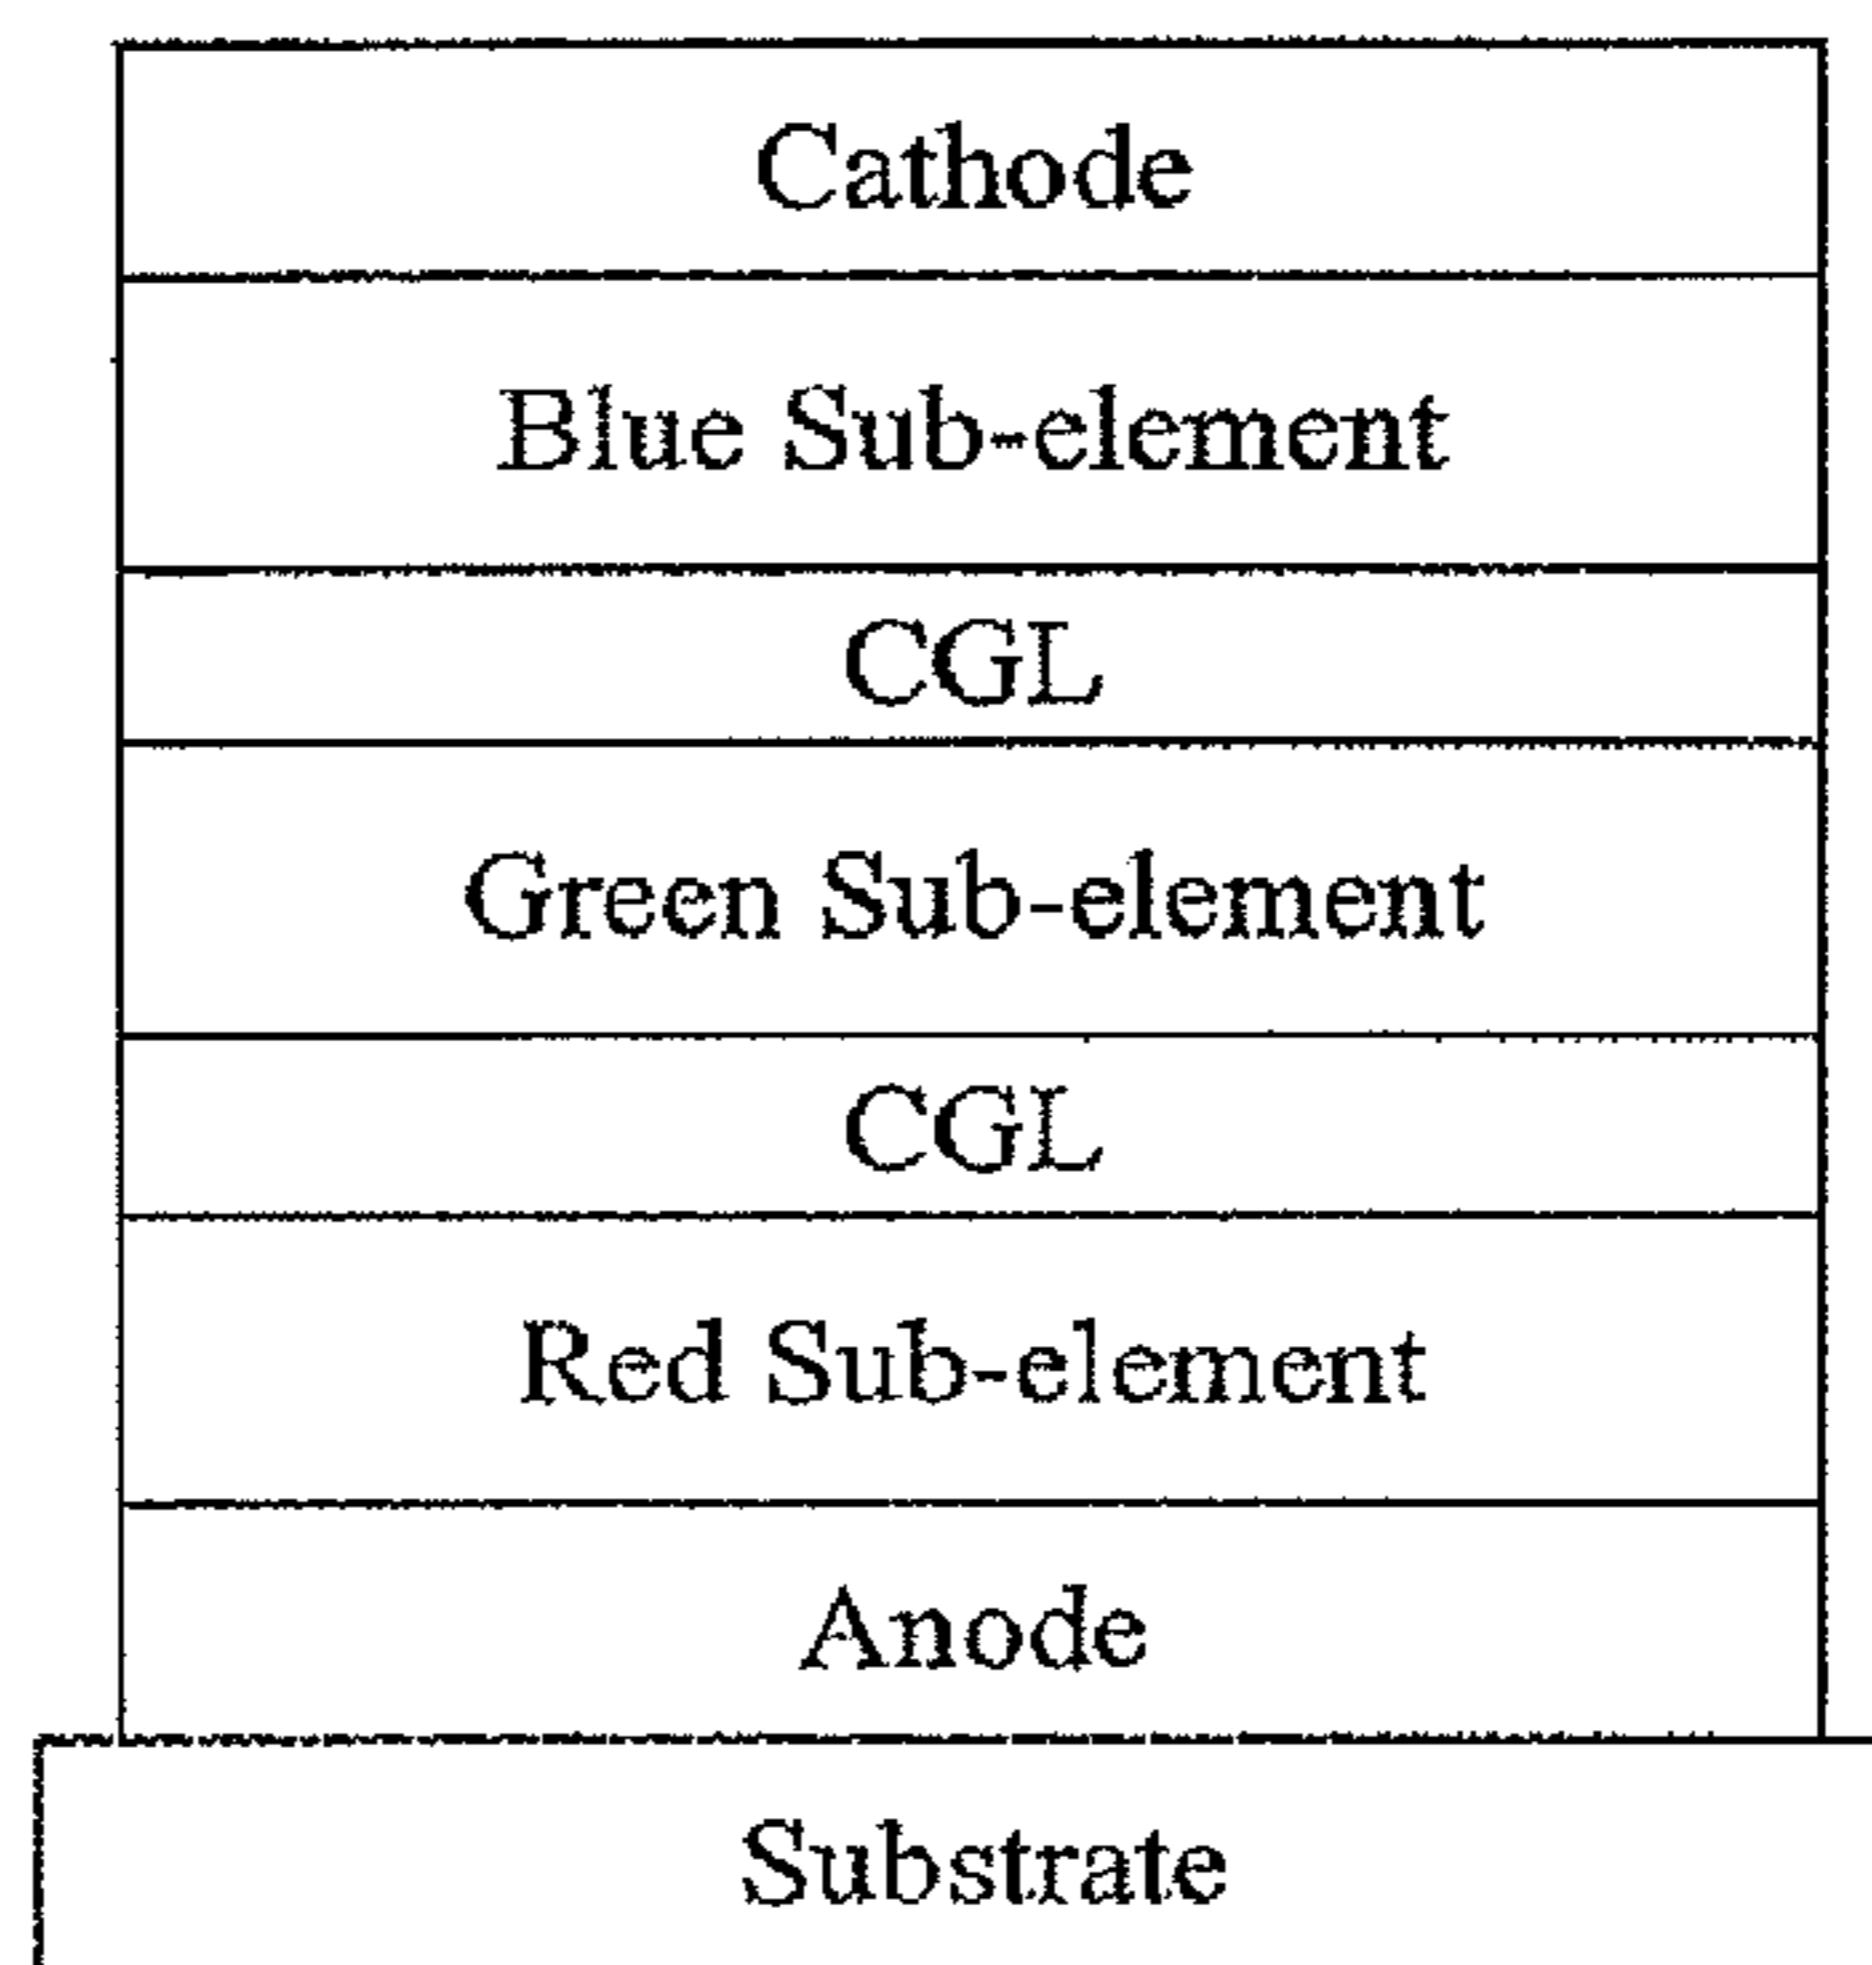 Cathode
Blue Sub-element
CGL
Green Sub-element
CGL
Red Sub-element
Anode
Substrate